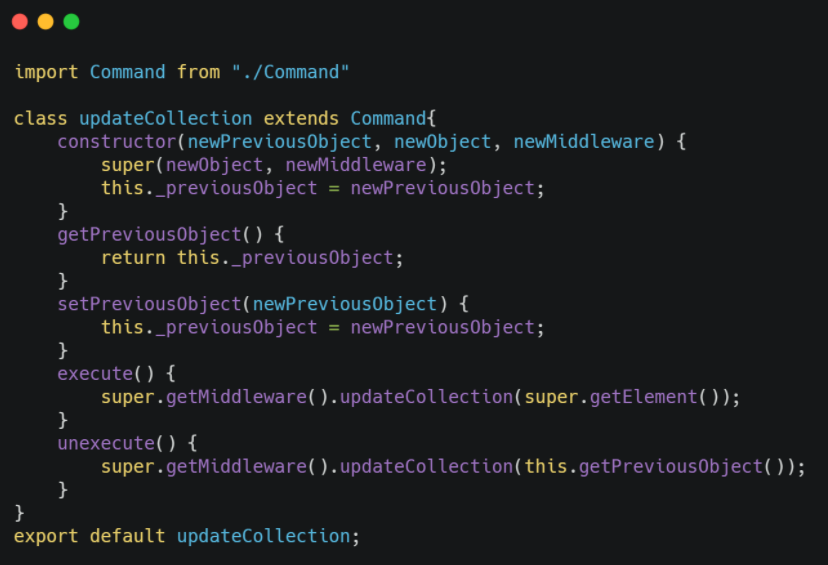 import Command from "./Command"
class updateCollection extends Command{
    constructor(newPreviousObject, newObject, newMiddleware) {
        super(newObject, newMiddleware);
        this._previousObject = newPreviousObject;
    }
    getPreviousObject() {
        return this._previousObject;
    }
    setPreviousObject(newPreviousObject) {
        this._previousObject = newPreviousObject;
    }
    execute() {
        super.getMiddleware().updateCollection(super.getElement());
    }
    unexecute() {
        super.getMiddleware().updateCollection(this.getPreviousObject());
    }
}
export default updateCollection;